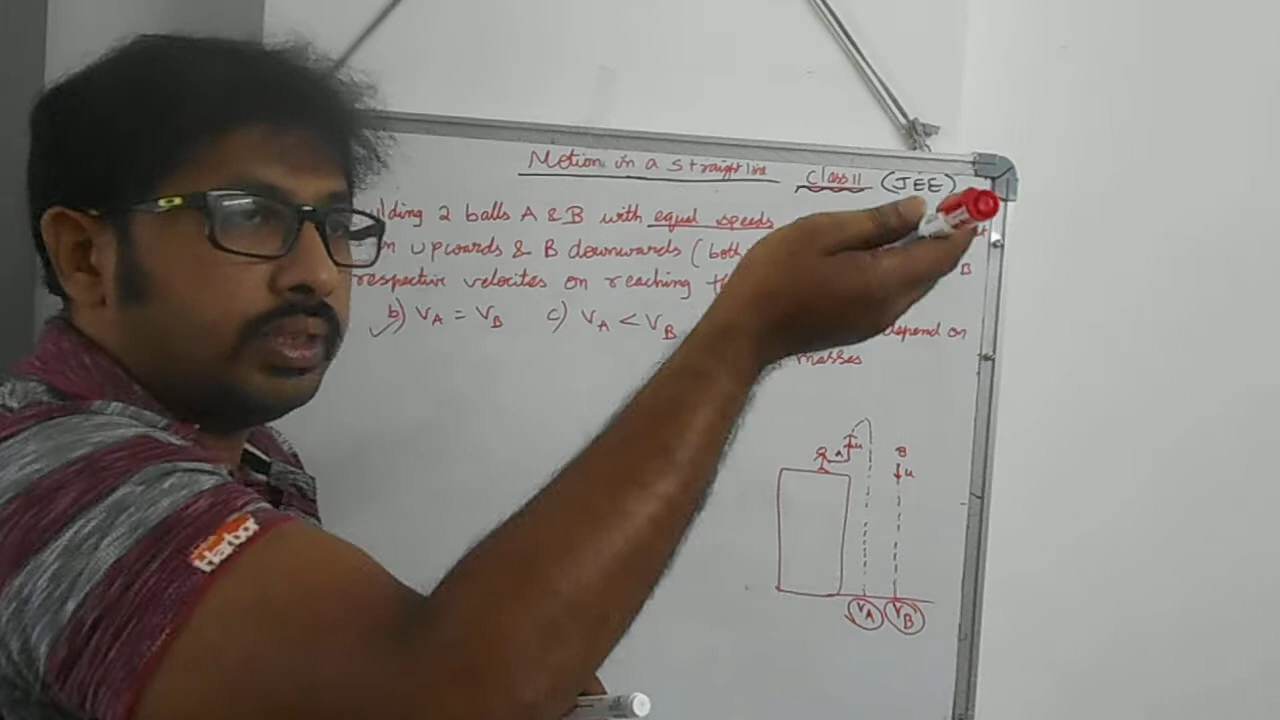 Motion in a straight line Class 11 (JEE)
ilding 2 balls A & B with equal speeds
n upwards & B downwards (both
respective velocites on reaching t
B
b) VA = VB c) VA < VB depend on
masses
A u B
u
VA VB
Harbor